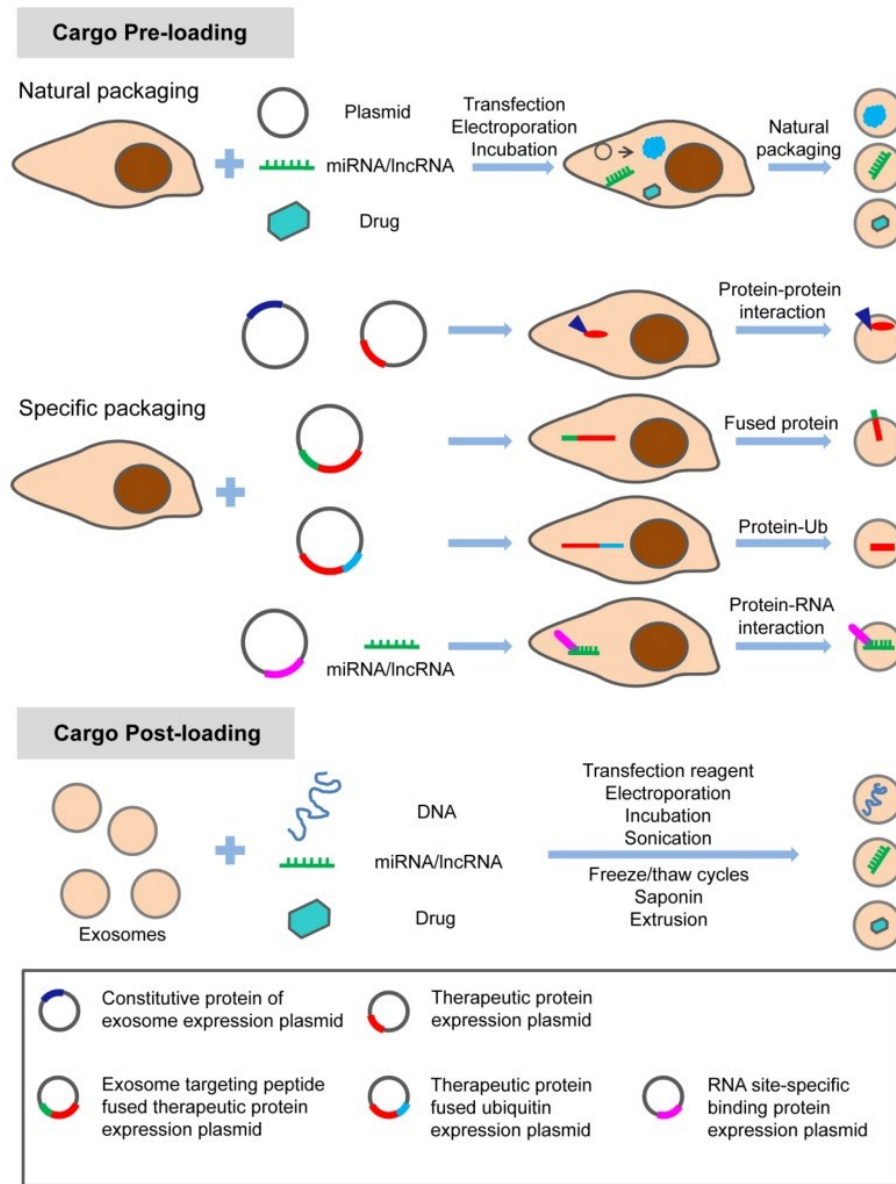 Cargo Pre-loading
Natural packaging
Plasmid
miRNA/lncRNA
Drug
Transfection
Electroporation
Incubation
Natural
packaging
Specific packaging
Protein-protein
interaction
Fused protein
Protein-Ub
miRNA/lncRNA
Protein-RNA
interaction
Cargo Post-loading
Exosomes
DNA
miRNA/lncRNA
Drug
Transfection reagent
Electroporation
Incubation
Sonication
Freeze/thaw cycles
Saponin
Extrusion
Constitutive protein of
exosome expression plasmid
Therapeutic protein
expression plasmid
Exosome targeting peptide
fused therapeutic protein
expression plasmid
Therapeutic protein
fused ubiquitin
expression plasmid
RNA site-specific
binding protein
expression plasmid